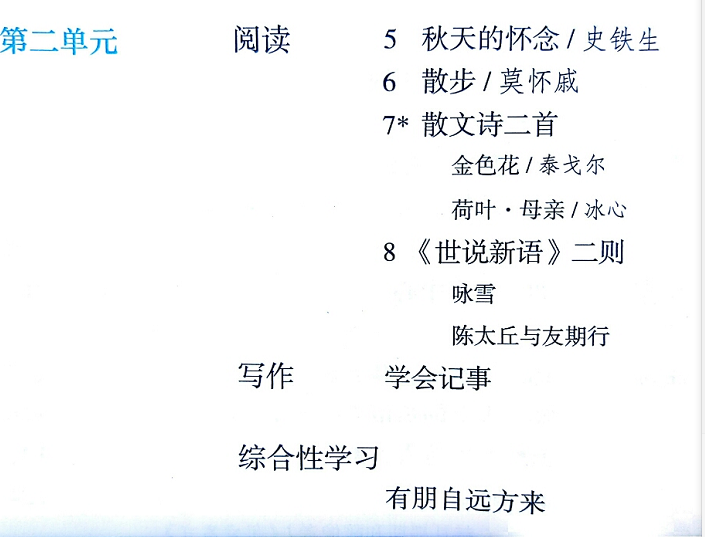 第二单元 阅读 5 秋天的怀念 / 史铁生
6 散步 / 莫怀戚
7* 散文诗二首
金色花 / 泰戈尔
荷叶·母亲 / 冰心
8 《世说新语》二则
咏雪
陈太丘与友期行
写作 学会记事
综合性学习
有朋自远方来